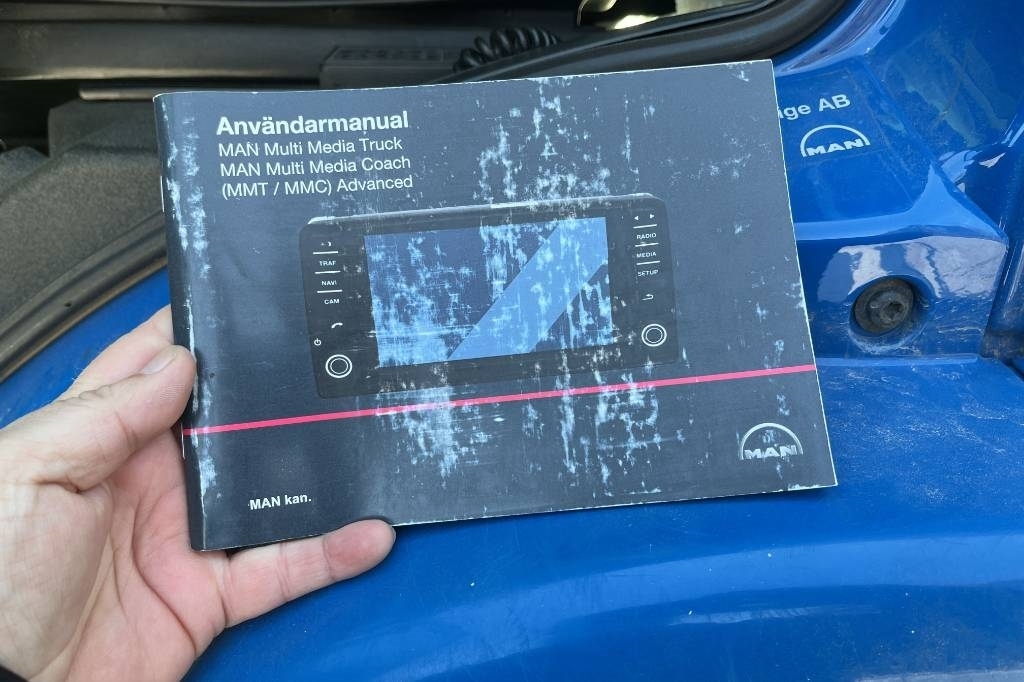 Användarmanual
MAN Multi Media Truck
MAN Multi Media Coach
(MMT / MMC) Advanced
TRAF
NAVI
CAM
RADIO
MEDIA
SETUP
MAN
MAN kan.
ige AB
MAN